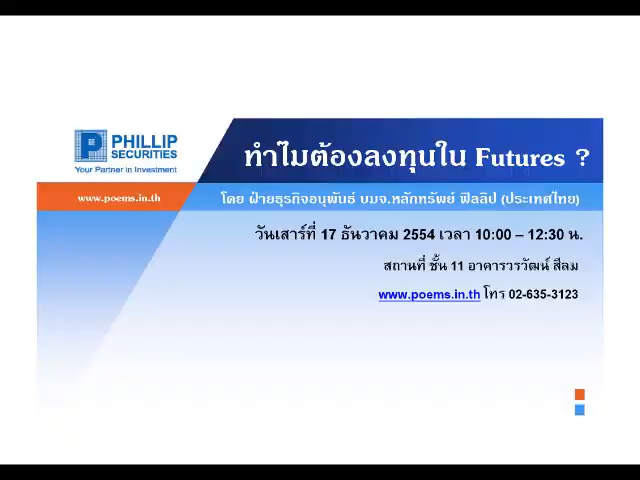 PHILLIP
SECURITIES
Your Partner in Investment
ทำไมต้องลงทุนใน Futures ?
www.poems.in.th
โดย ฝ่ายธุรกิจอนุพันธ์ บมจ.หลักทรัพย์ ฟิลลิป (ประเทศไทย)
วันเสาร์ที่ 17 ธันวาคม 2554 เวลา 10:00 – 12:30 น.
สถานที่ ชั้น 11 อาคารวรวัฒน์ สีลม
www.poems.in.th โทร 02-635-3123